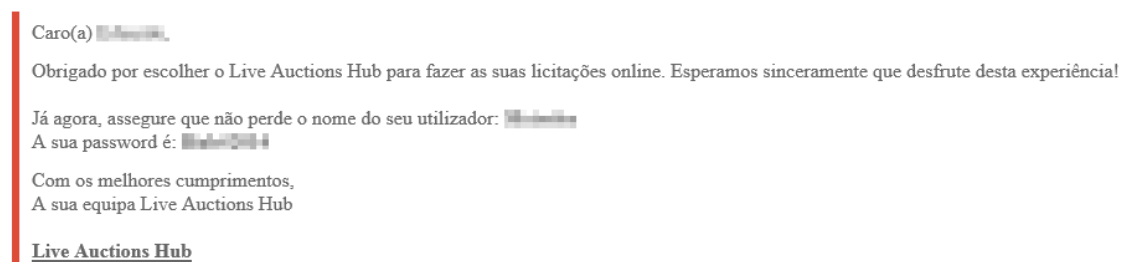 Caro(a)
Obrigado por escolher o Live Auctions Hub para fazer as suas licitações online. Esperamos sinceramente que desfrute desta experiência!
Já agora, assegure que não perde o nome do seu utilizador:
A sua password é:
Com os melhores cumprimentos,
A sua equipa Live Auctions Hub
Live Auctions Hub